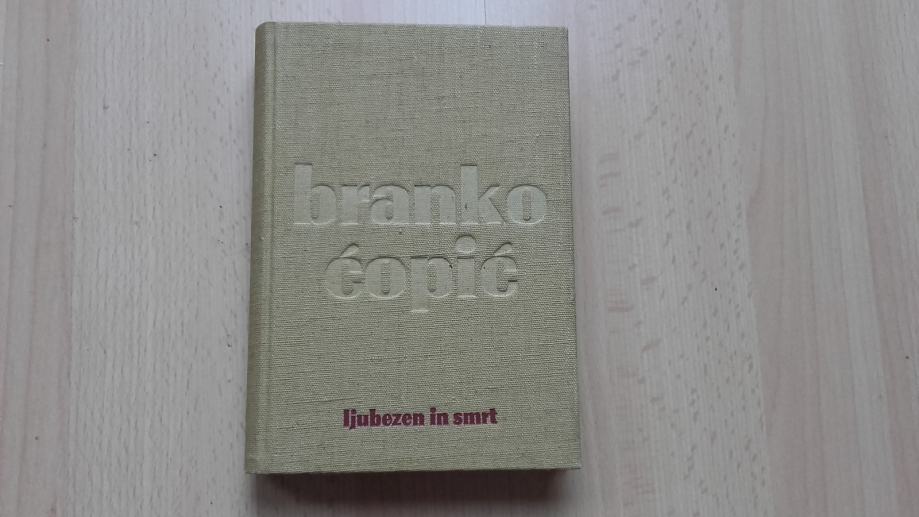 branko
ćopić
ljubezen in smrt